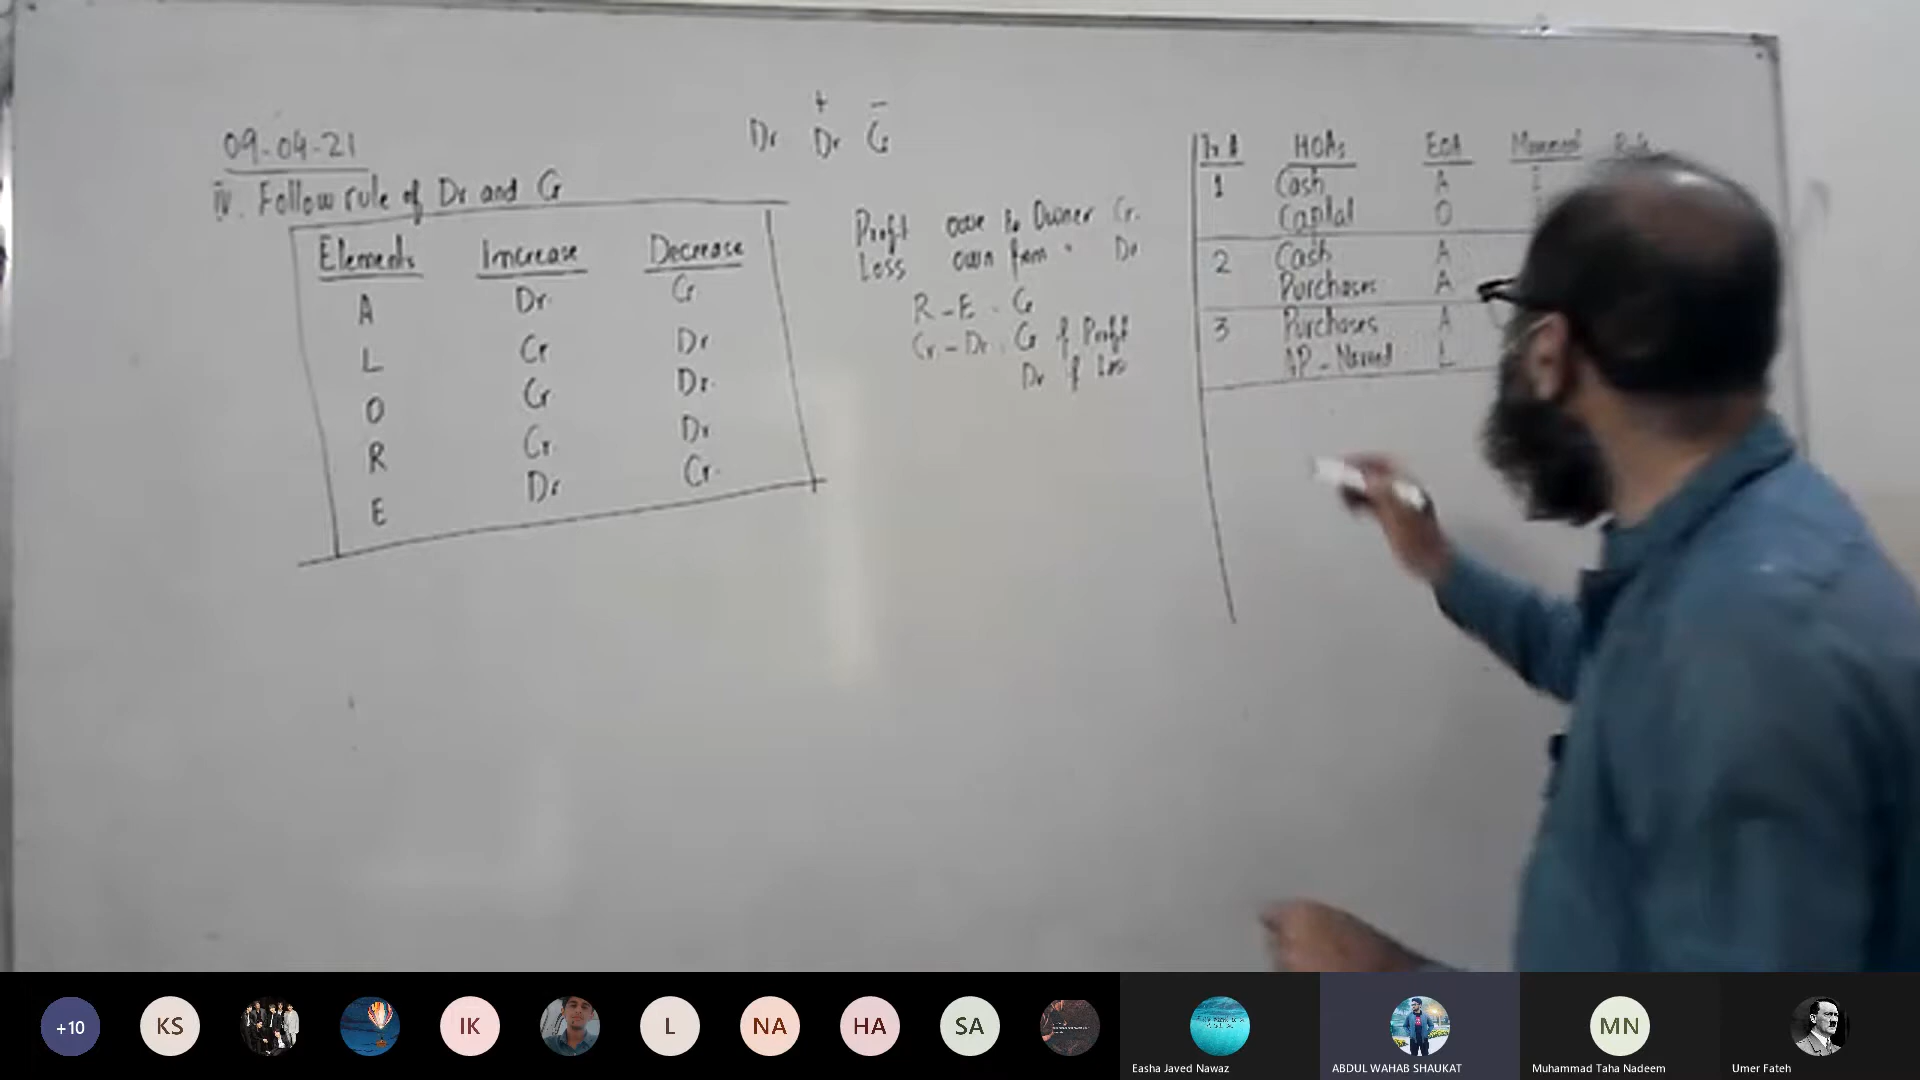 09-04-21
iv. Follow rule of Dr and Cr
Elements Increase Decrease
A Dr Cr
L Cr Dr
O Cr Dr
R Cr Dr
E Dr Cr
+ -
Dr Dr Cr
Profit owe to Owner Cr.
Loss own from " Dr
R - E - Cr
Cr - Dr - Cr if Profit
Dr if Loss
Tr # HOAs EOA Rule
1 Cash A I
Capital O
2 Cash A
Purchases A
3 Purchases A
AP - L
+10
KS
IK
L
NA
HA
SA
Easha Javed Nawaz
ABDUL WAHAB SHAUKAT
MN
Muhammad Taha Nadeem
Umer Fateh